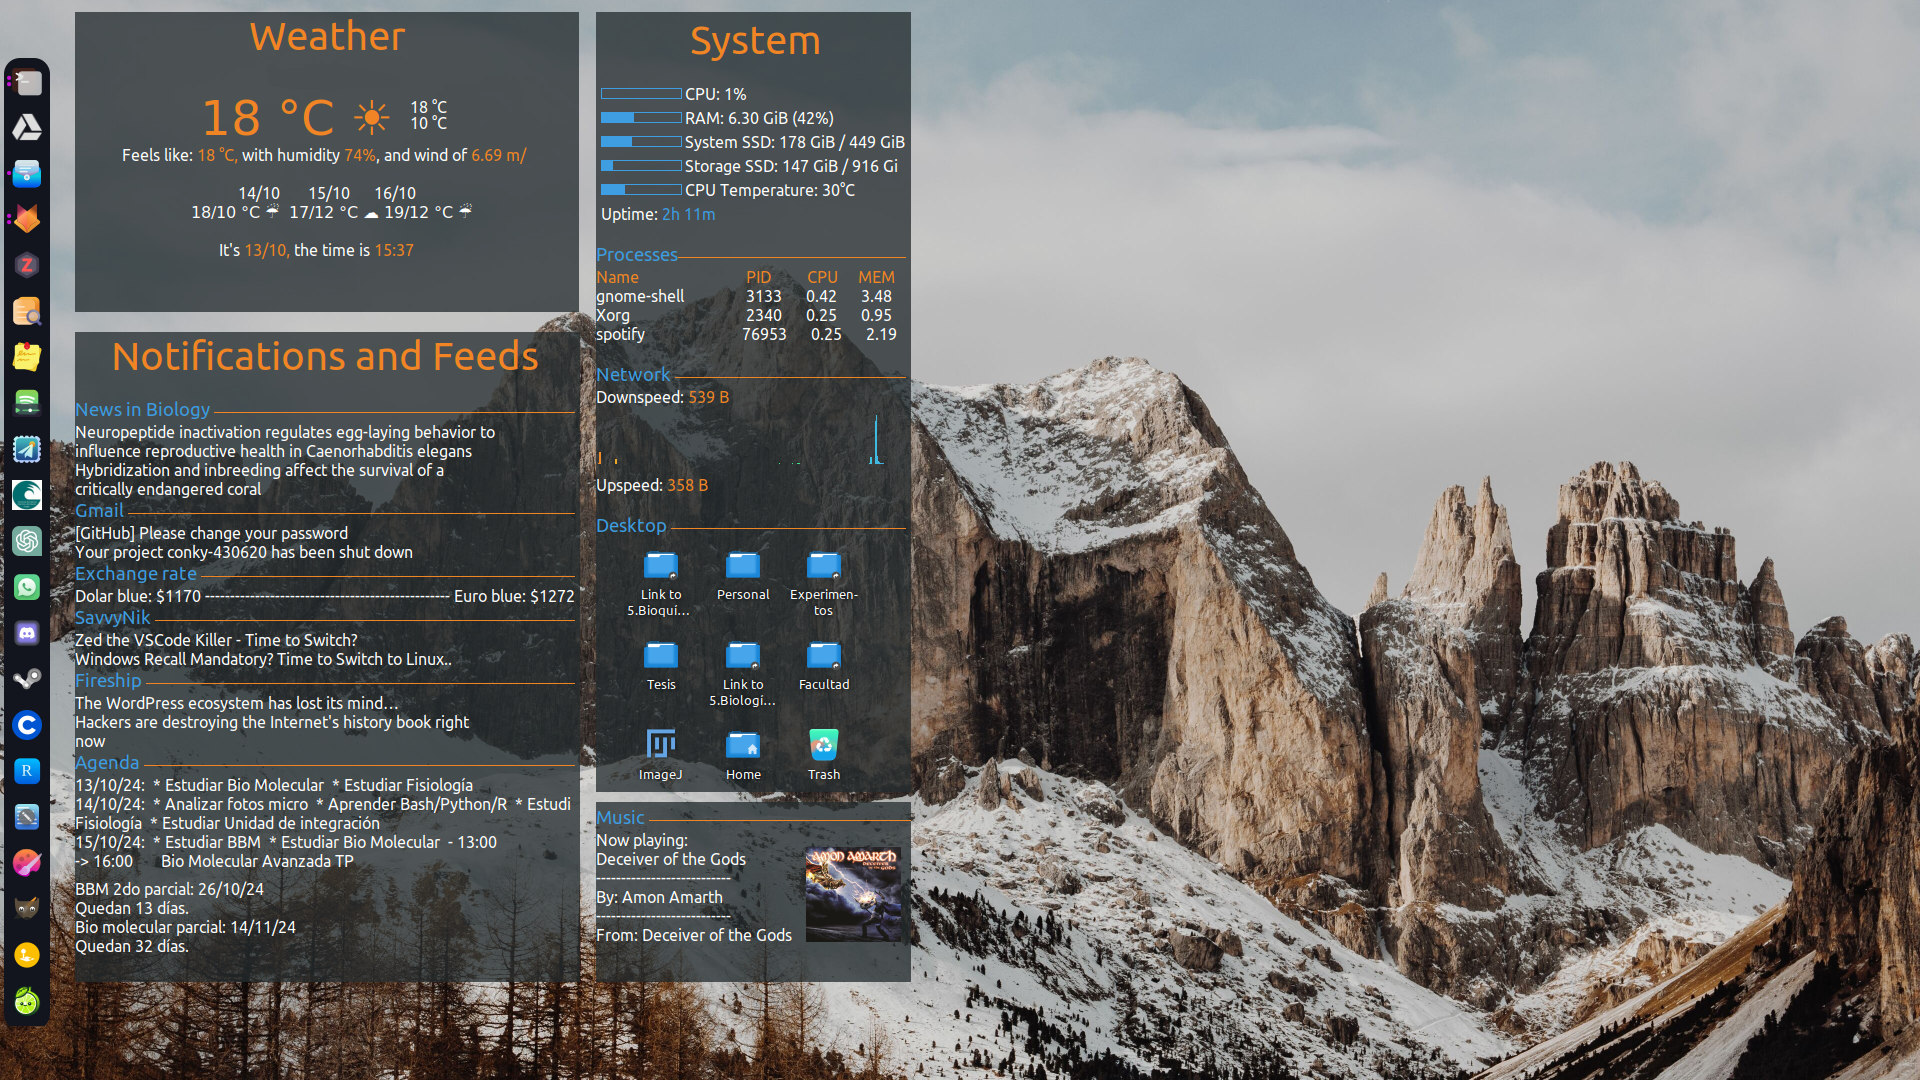 Weather
18 °C ☀ 18 °C
10 °C
Feels like: 18 °C, with humidity 74%, and wind of 6.69 m/
14/10 15/10 16/10
18/10 °C ☔ 17/12 °C ☁ 19/12 °C ☔
It's 13/10, the time is 15:37
Notifications and Feeds
News in Biology
Neuropeptide inactivation regulates egg-laying behavior to
influence reproductive health in Caenorhabditis elegans
Hybridization and inbreeding affect the survival of a
critically endangered coral
Gmail
[GitHub] Please change your password
Your project conky-430620 has been shut down
Exchange rate
Dolar blue: $1170 ------------------------------------------------- Euro blue: $1272
SavvyNik
Zed the VSCode Killer - Time to Switch?
Windows Recall Mandatory? Time to Switch to Linux..
Fireship
The WordPress ecosystem has lost its mind…
Hackers are destroying the Internet's history book right
now
Agenda
13/10/24: * Estudiar Bio Molecular * Estudiar Fisiología
14/10/24: * Analizar fotos micro * Aprender Bash/Python/R * Estudi
Fisiología * Estudiar Unidad de integración
15/10/24: * Estudiar BBM * Estudiar Bio Molecular - 13:00
-> 16:00 Bio Molecular Avanzada TP
BBM 2do parcial: 26/10/24
Quedan 13 días.
Bio molecular parcial: 14/11/24
Quedan 32 días.
System
CPU: 1%
RAM: 6.30 GiB (42%)
System SSD: 178 GiB / 449 GiB
Storage SSD: 147 GiB / 916 Gi
CPU Temperature: 30°C
Uptime: 2h 11m
Processes
Name PID CPU MEM
gnome-shell 3133 0.42 3.48
Xorg 2340 0.25 0.95
spotify 76953 0.25 2.19
Network
Downspeed: 539 B
Upspeed: 358 B
Desktop
Link to
5.Bioqui…
Personal
Experimen-
tos
Tesis
Link to
5.Biologi…
Facultad
ImageJ
Home
Trash
Music
Now playing:
Deceiver of the Gods
---------------------------
By: Amon Amarth
---------------------------
From: Deceiver of the Gods
AMON AMARTH
DECEIVER
OF THE GODS
Z
C
R